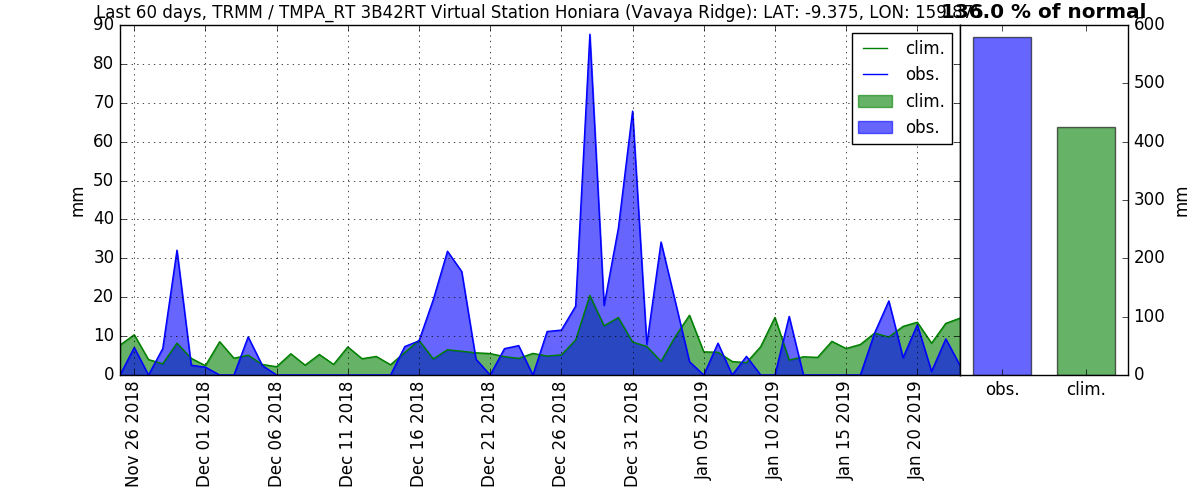 Last 60 days, TRMM / TMPA_RT 3B42RT Virtual Station Honiara (Vavaya Ridge): LAT: -9.375, LON: 159.
136.0 % of normal
90
80
70
60
50
40
30
20
10
0
mm
clim.
obs.
clim.
obs.
600
500
400
300
200
100
0
mm
Nov 26 2018
Dec 01 2018
Dec 06 2018
Dec 11 2018
Dec 16 2018
Dec 21 2018
Dec 26 2018
Dec 31 2018
Jan 05 2019
Jan 10 2019
Jan 15 2019
Jan 20 2019
obs.
clim.